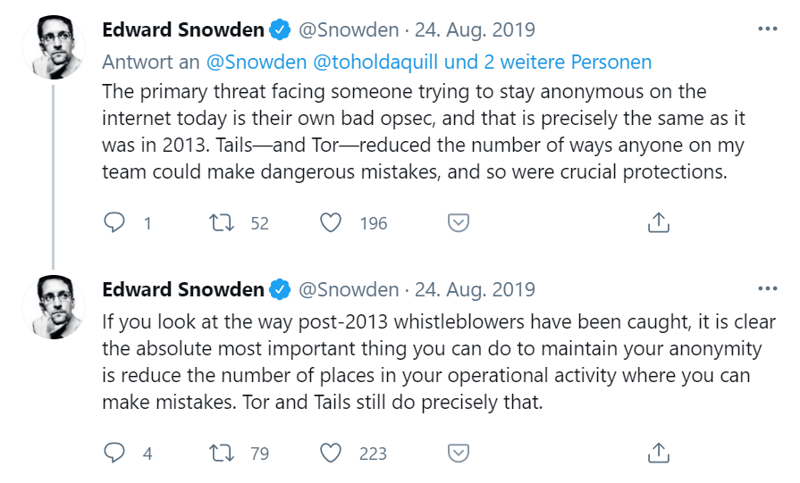 Edward Snowden @Snowden · 24. Aug. 2019
Antwort an @Snowden @toholdaquill und 2 weitere Personen
The primary threat facing someone trying to stay anonymous on the
internet today is their own bad opsec, and that is precisely the same as it
was in 2013. Tails—and Tor—reduced the number of ways anyone on my
team could make dangerous mistakes, and so were crucial protections.
1 52 196
Edward Snowden @Snowden · 24. Aug. 2019
If you look at the way post-2013 whistleblowers have been caught, it is clear
the absolute most important thing you can do to maintain your anonymity
is reduce the number of places in your operational activity where you can
make mistakes. Tor and Tails still do precisely that.
4 79 223